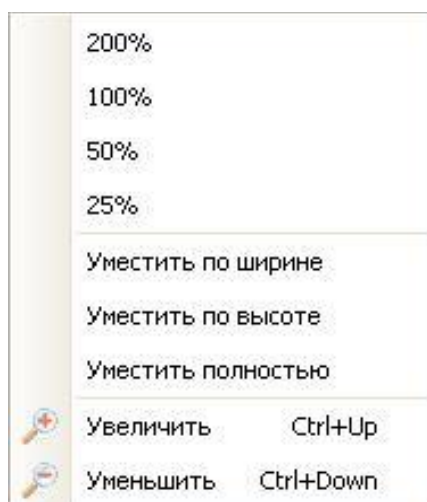 200%
100%
50%
25%
Уместить по ширине
Уместить по высоте
Уместить полностью
Увеличить Ctrl+Up
Уменьшить Ctrl+Down